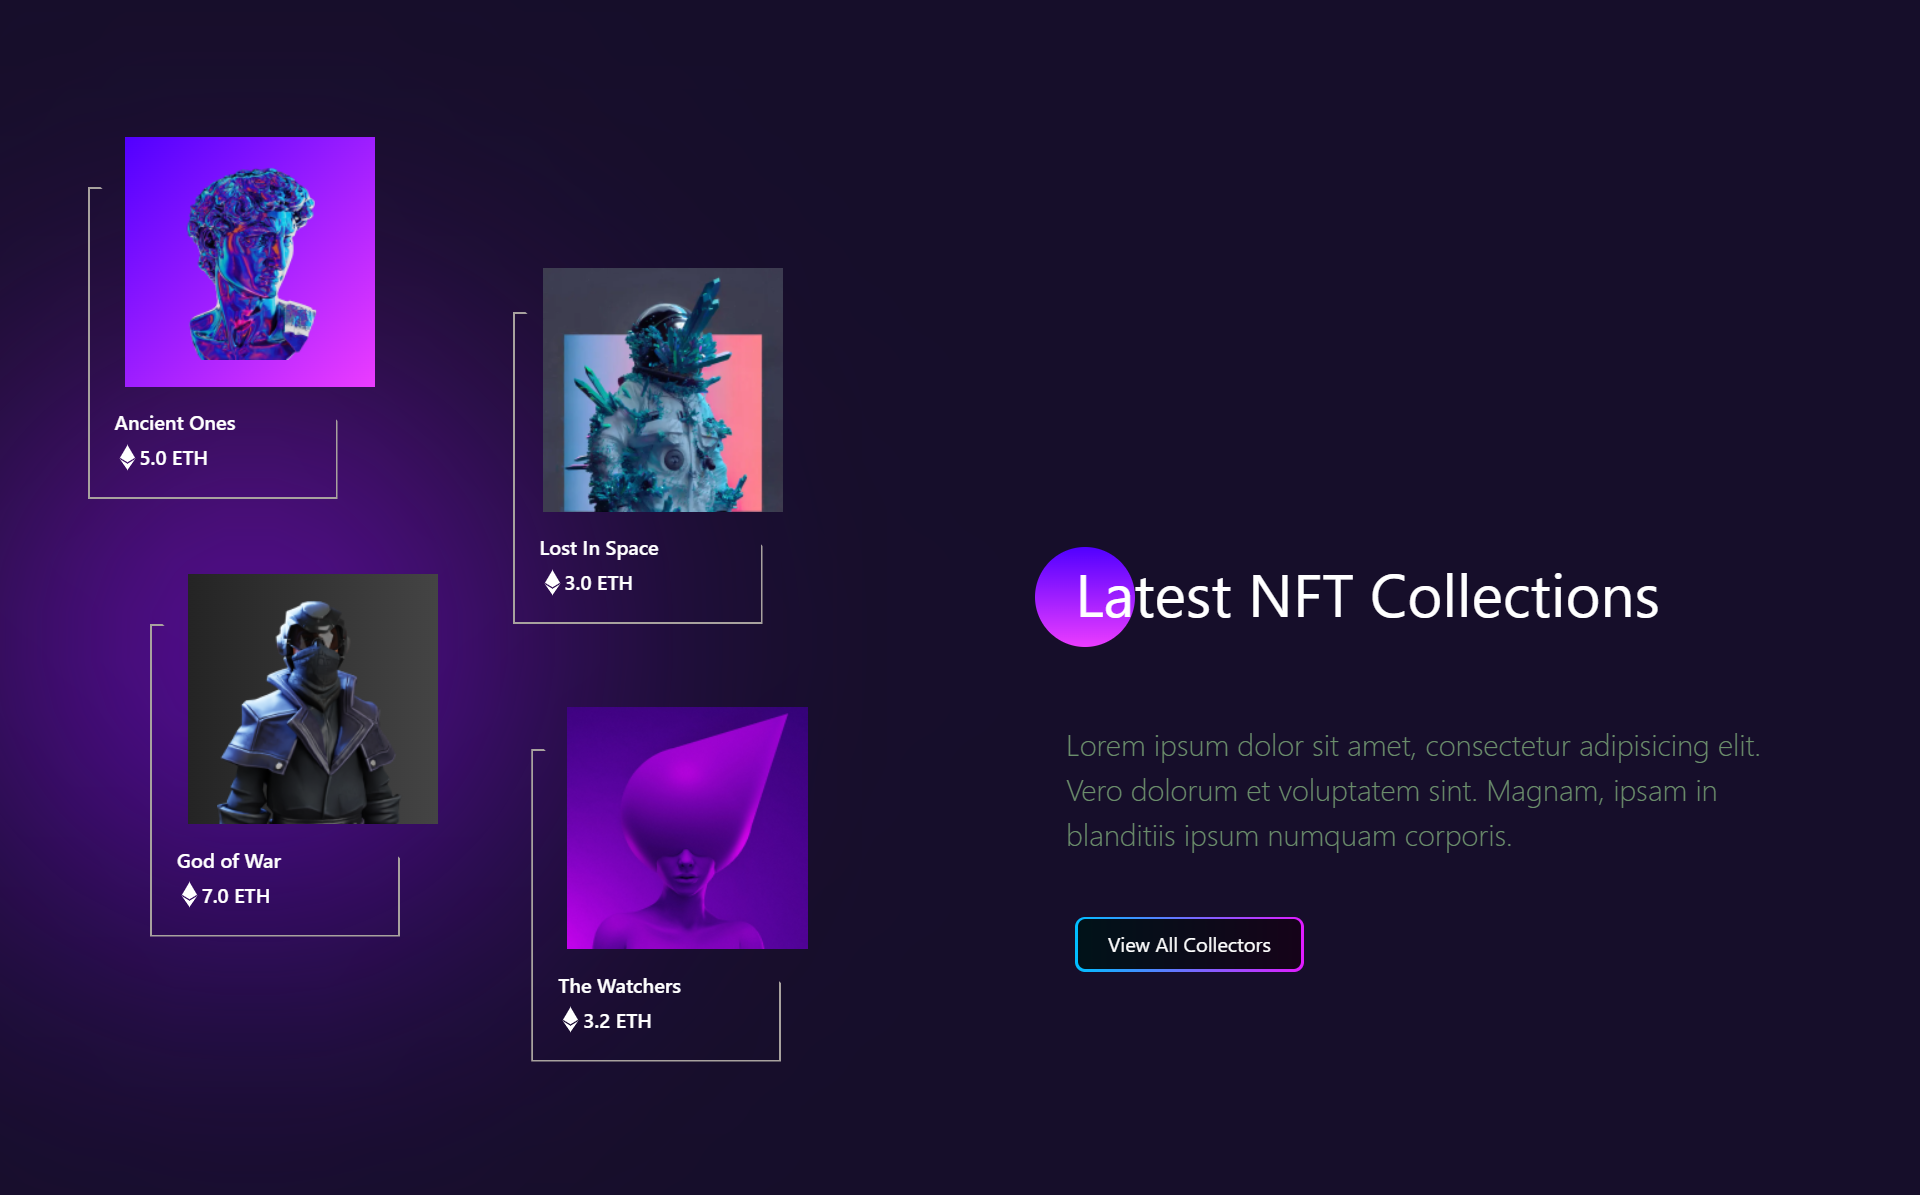 Ancient Ones
5.0 ETH
Lost In Space
3.0 ETH
God of War
7.0 ETH
The Watchers
3.2 ETH
Latest NFT Collections
Lorem ipsum dolor sit amet, consectetur adipisicing elit.
Vero dolorum et voluptatem sint. Magnam, ipsam in
blanditiis ipsum numquam corporis.
View All Collectors